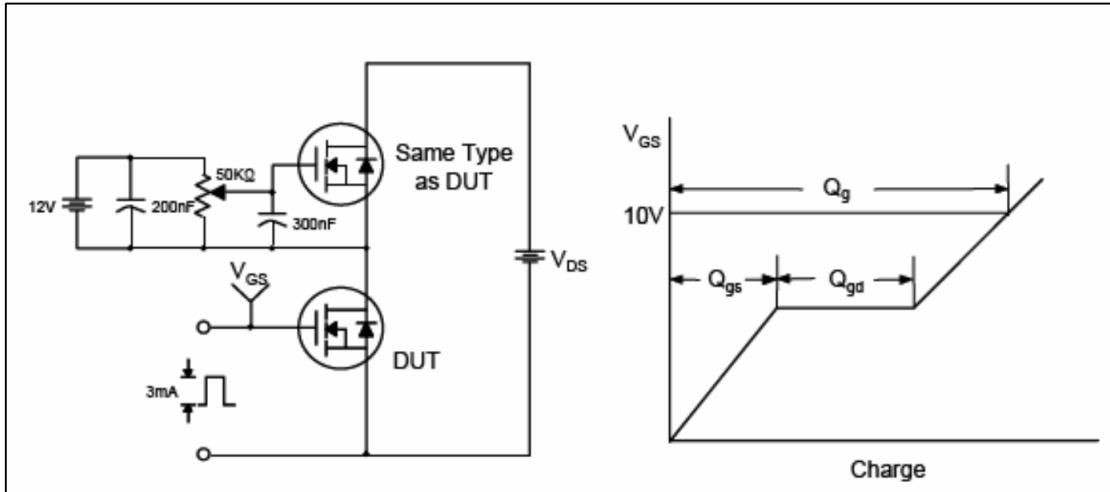 12V
200nF
50KΩ
300nF
Same Type
as DUT
V_DS
V_GS
DUT
3mA
V_GS
10V
Q_g
Q_gs
Q_gd
Charge